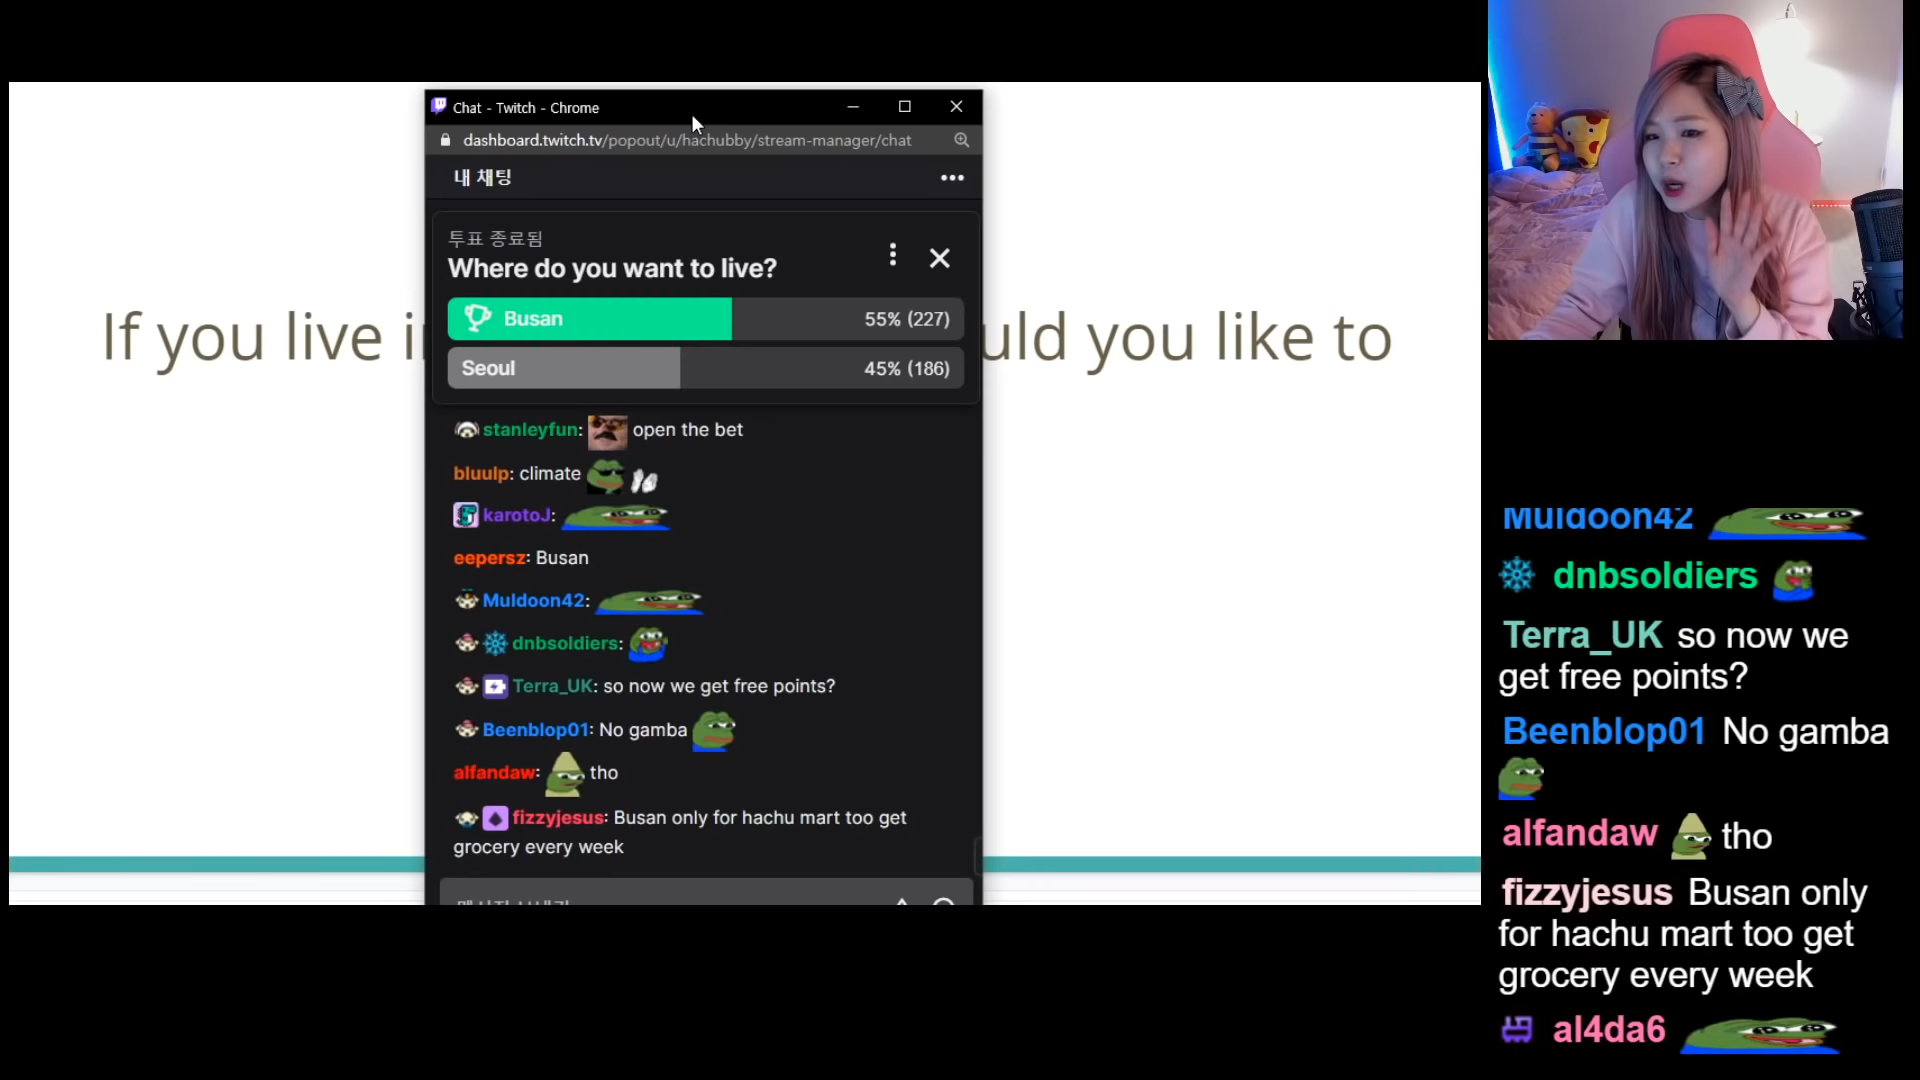 Chat - Twitch - Chrome
dashboard.twitch.tv/popout/u/hachubby/stream-manager/chat
내 채팅
투표 종료됨
Where do you want to live?
Busan 55% (227)
Seoul 45% (186)
If you live i
uld you like to
stanleyfun: open the bet
bluulp: climate
karotoJ:
eepersz: Busan
Muldoon42:
dnbsoldiers:
Terra_UK: so now we get free points?
Beenblop01: No gamba
alfandaw: tho
fizzyjesus: Busan only for hachu mart too get
grocery every week
Muldoon42
dnbsoldiers
Terra_UK so now we
get free points?
Beenblop01 No gamba
alfandaw tho
fizzyjesus Busan only
for hachu mart too get
grocery every week
al4da6